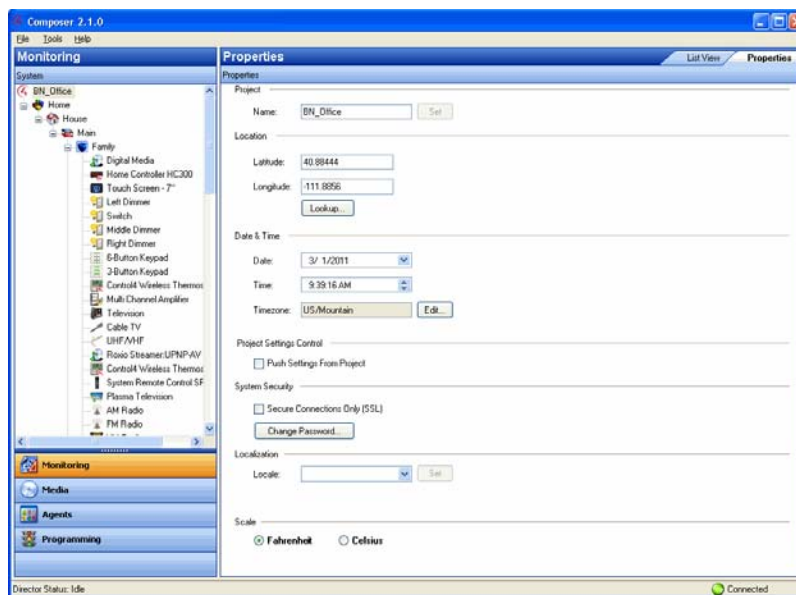 Composer 2.1.0
File Tools Help
Monitoring
System
BN_Office
Home
House
Main
Family
Digital Media
Home Controller HC300
Touch Screen - 7"
Left Dimmer
Switch
Middle Dimmer
Right Dimmer
6-Button Keypad
3-Button Keypad
Control4 Wireless Thermos
Multi Channel Amplifier
Television
Cable TV
UHF/VHF
Roxio Streamer:UPNP-AV
Control4 Wireless Thermos
System Remote Control SR
Plasma Television
AM Radio
FM Radio
Monitoring
Media
Agents
Programming
Properties
List View Properties
Properties
Project
Name: BN_Office Set
Location
Latitude: 40.88444
Longitude: -111.8856
Lookup...
Date & Time
Date: 3/ 1/2011
Time: 9:39:16 AM
Timezone: US/Mountain Edit...
Project Settings Control
Push Settings From Project
System Security
Secure Connections Only (SSL)
Change Password...
Localization
Locale: Set
Scale
Fahrenheit Celsius
Director Status: Idle
Connected